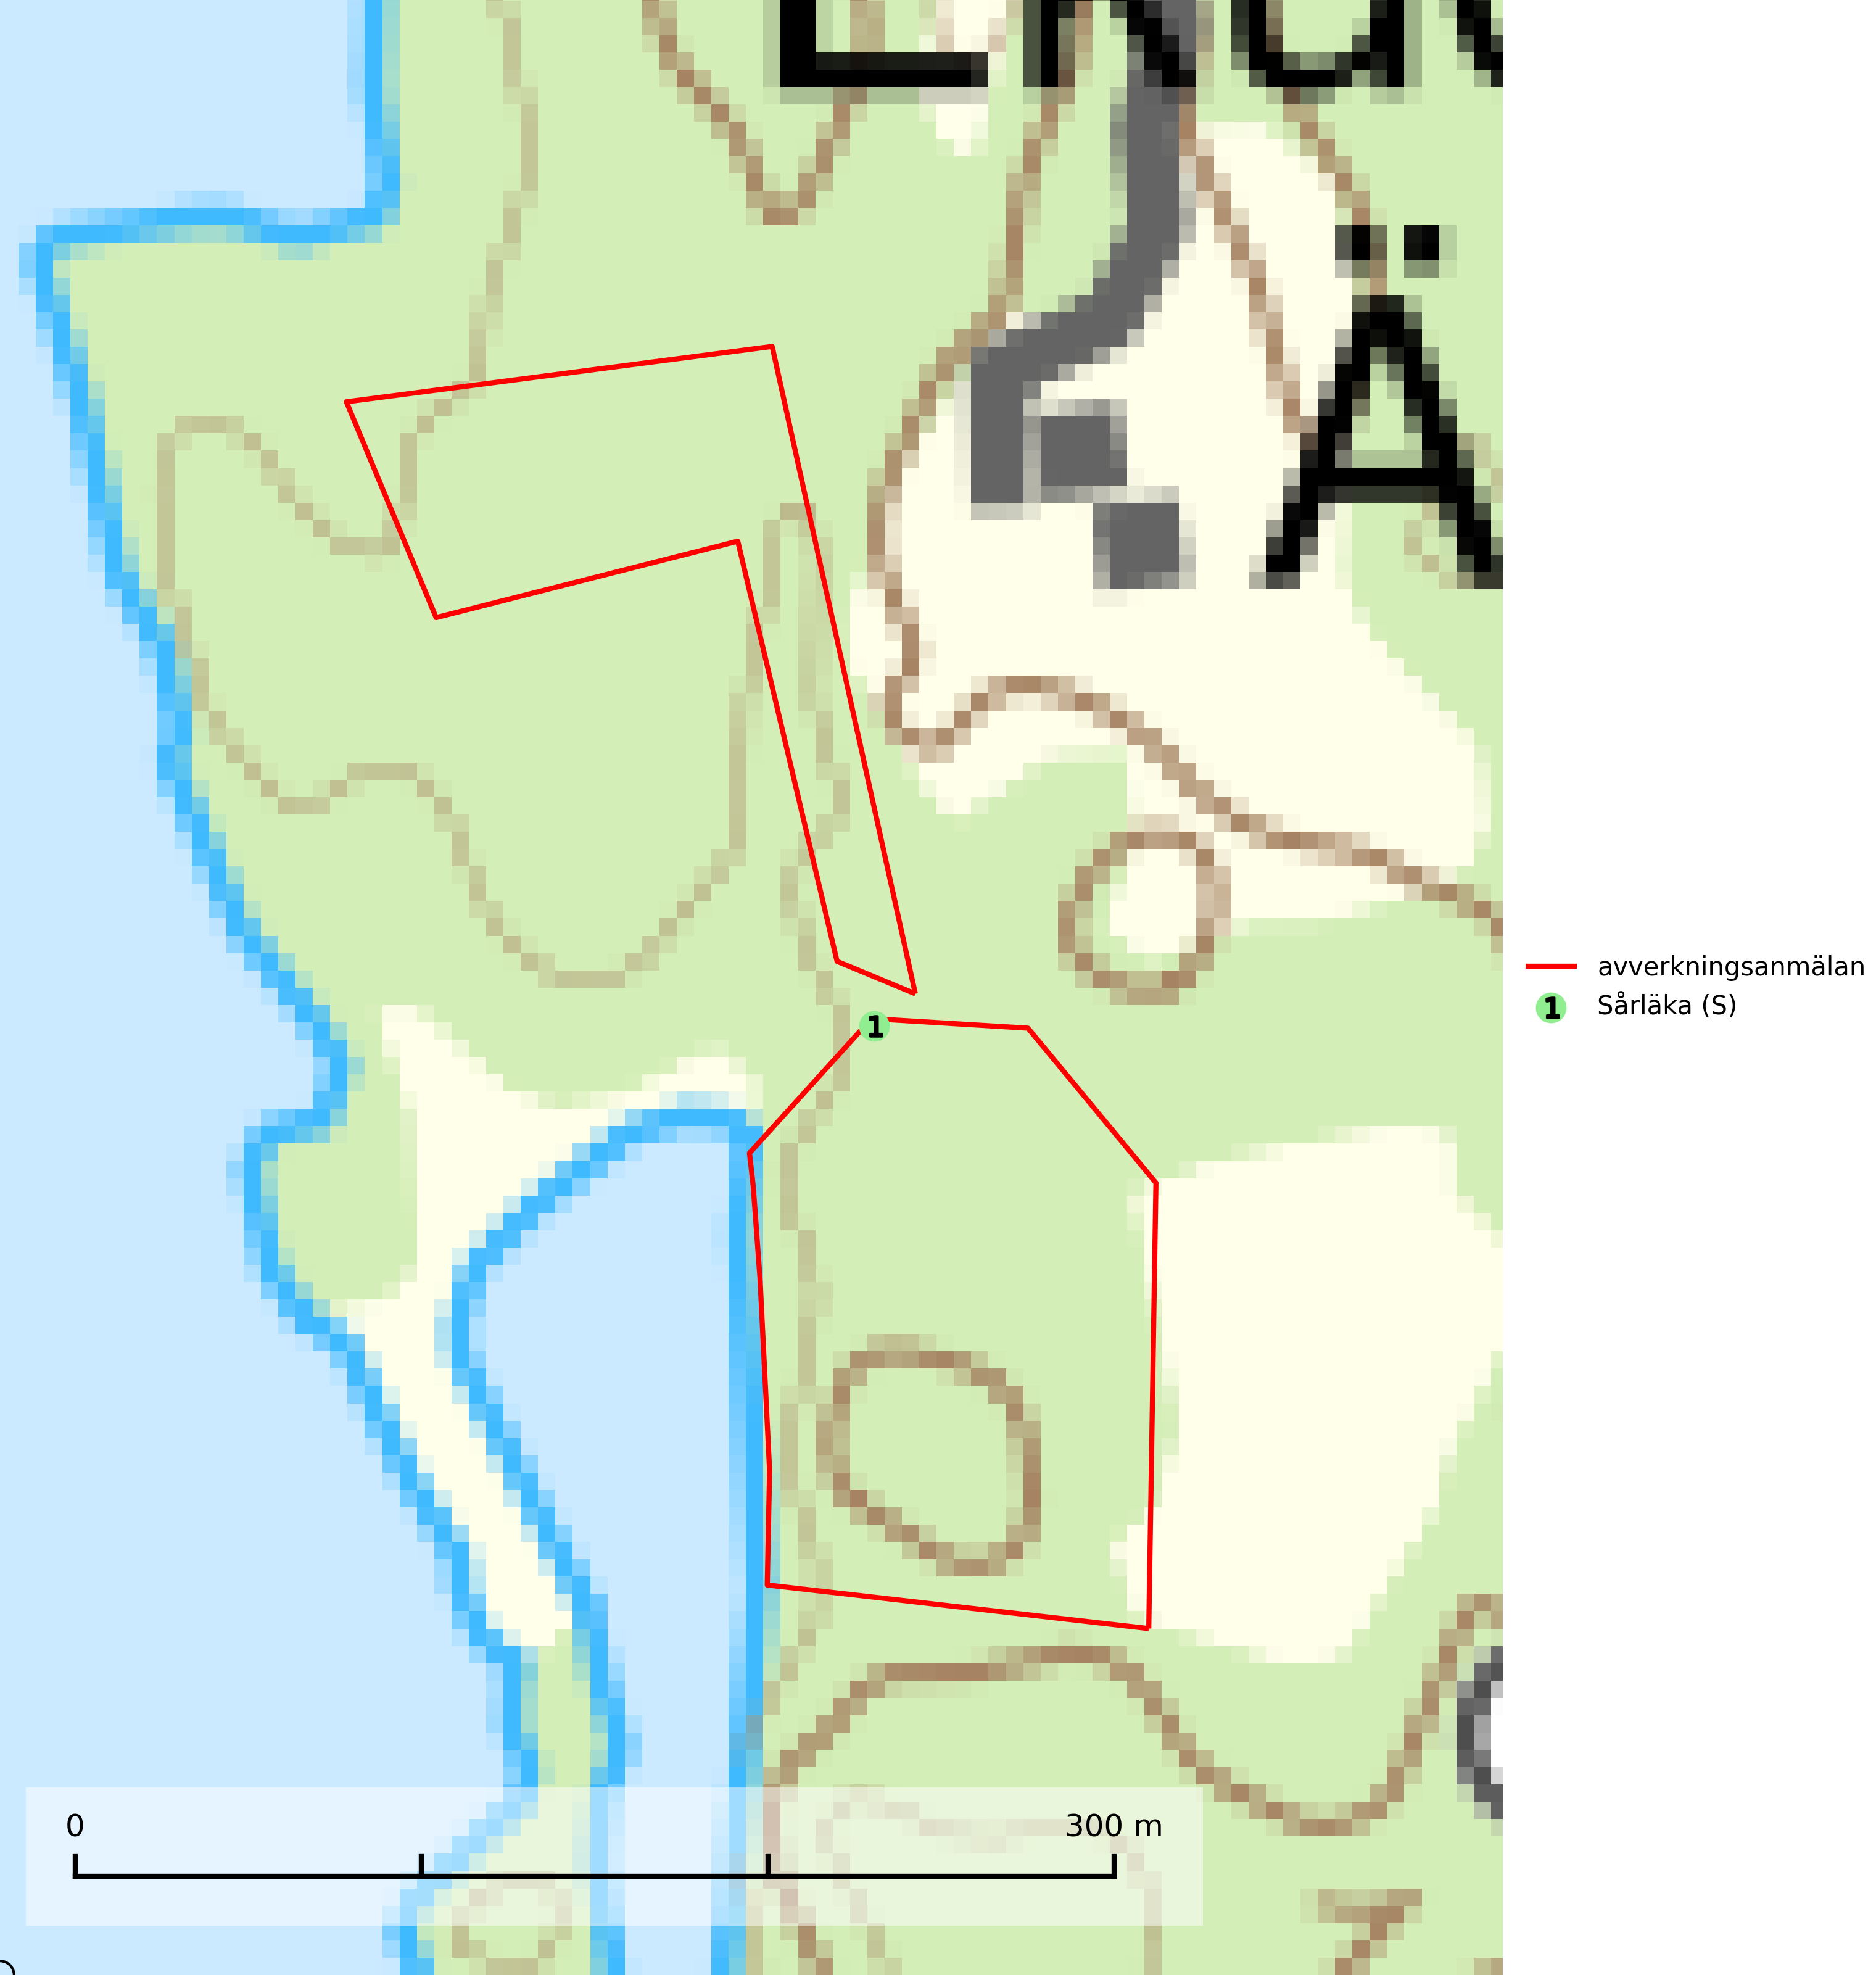 Ä
avverkningsanmälan
1 Sårläka (S)
1
0 300 m